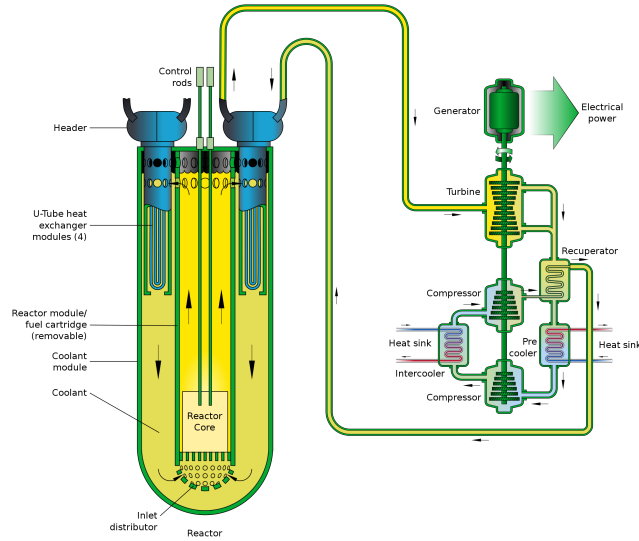 Control
rods
Header
U-Tube heat
exchanger
modules (4)
Reactor module/
fuel cartridge
(removable)
Coolant
module
Coolant
Reactor
Core
Inlet
distributor
Reactor
Generator
Electrical
power
Turbine
Recuperator
Compressor
Heat sink
Pre
cooler
Heat sink
Intercooler
Compressor